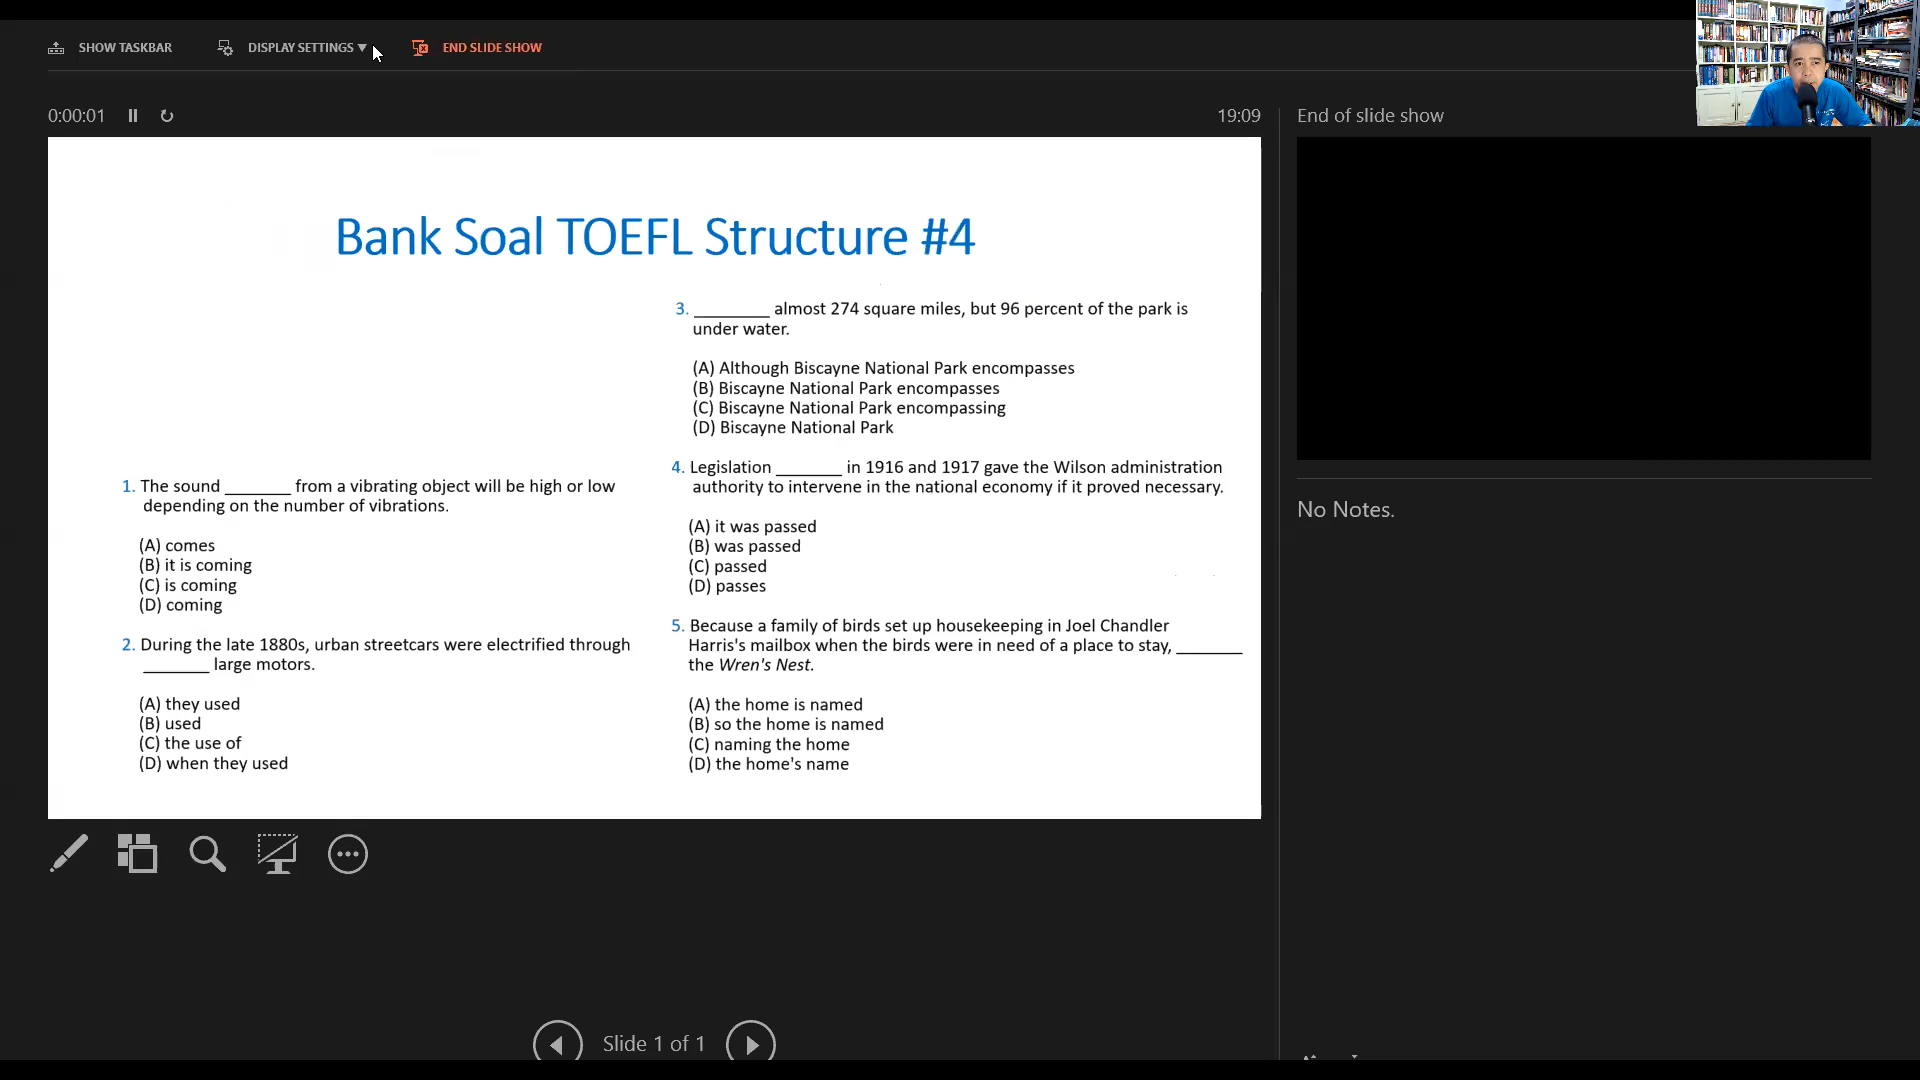 SHOW TASKBAR
DISPLAY SETTINGS ▼
END SLIDE SHOW
0:00:01
19:09
End of slide show
Bank Soal TOEFL Structure #4
1. The sound _______ from a vibrating object will be high or low
depending on the number of vibrations.
(A) comes
(B) it is coming
(C) is coming
(D) coming
2. During the late 1880s, urban streetcars were electrified through
_______ large motors.
(A) they used
(B) used
(C) the use of
(D) when they used
3. ________ almost 274 square miles, but 96 percent of the park is
under water.
(A) Although Biscayne National Park encompasses
(B) Biscayne National Park encompasses
(C) Biscayne National Park encompassing
(D) Biscayne National Park
4. Legislation _______ in 1916 and 1917 gave the Wilson administration
authority to intervene in the national economy if it proved necessary.
(A) it was passed
(B) was passed
(C) passed
(D) passes
5. Because a family of birds set up housekeeping in Joel Chandler
Harris's mailbox when the birds were in need of a place to stay, _______
the Wren's Nest.
(A) the home is named
(B) so the home is named
(C) naming the home
(D) the home's name
No Notes.
Slide 1 of 1